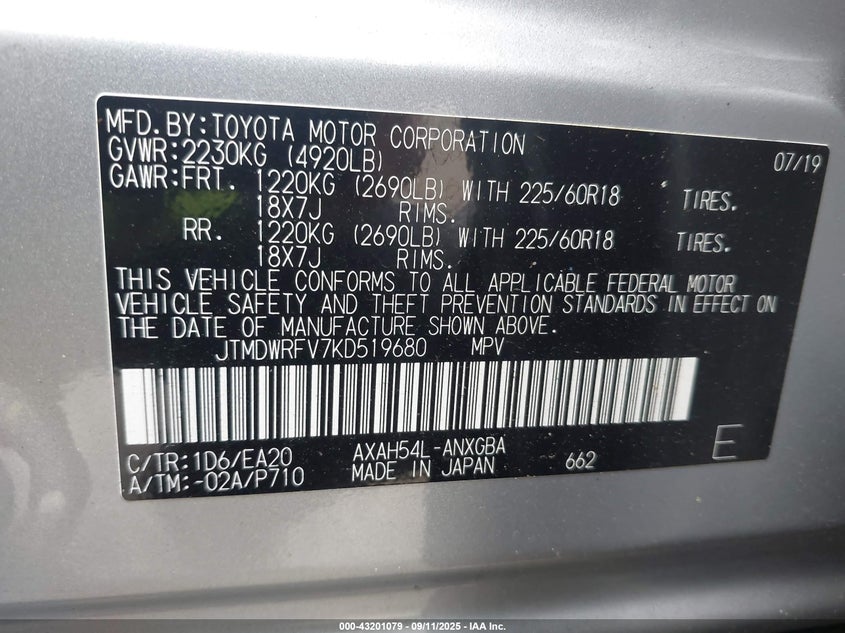 MFD.BY:TOYOTA MOTOR CORPORATION 07/19
GVWR:2230KG (4920LB)
GAWR:FRT. 1220KG (2690LB) WITH 225/60R18 TIRES.
18X7J RIMS.
RR. 1220KG (2690LB) WITH 225/60R18 TIRES.
18X7J RIMS.
THIS VEHICLE CONFORMS TO ALL APPLICABLE FEDERAL MOTOR
VEHICLE SAFETY AND THEFT PREVENTION STANDARDS IN EFFECT ON
THE DATE OF MANUFACTURE SHOWN ABOVE.
JTMDWRFV7KD519680 MPV
C/TR:1D6/EA20 AXAH54L-ANXGBA
A/TM:-02A/P710 MADE IN JAPAN 662 E
000-43201079 - 09/11/2025 - IAA Inc.